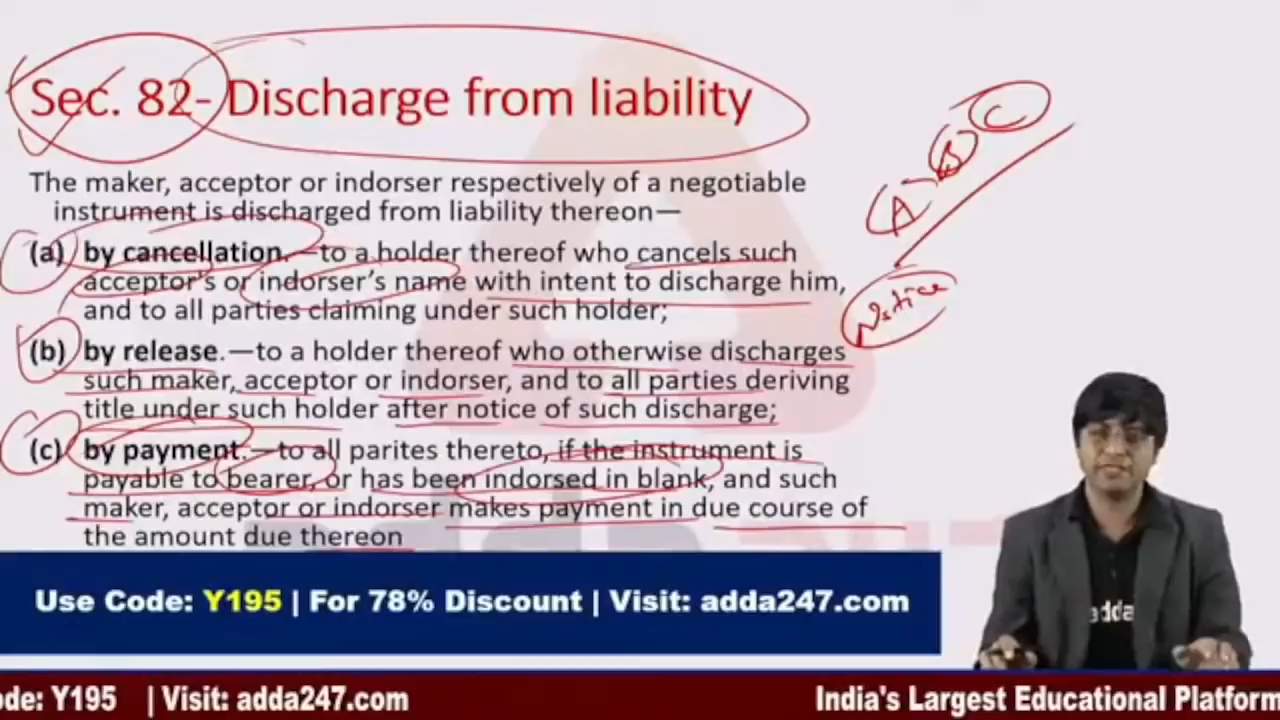 Sec. 82- Discharge from liability
The maker, acceptor or indorser respectively of a negotiable
instrument is discharged from liability thereon—
(a) by cancellation.—to a holder thereof who cancels such
acceptor's or indorser's name with intent to discharge him,
and to all parties claiming under such holder;
(b) by release.—to a holder thereof who otherwise discharges
such maker, acceptor or indorser, and to all parties deriving
title under such holder after notice of such discharge;
(c) by payment.—to all parites thereto, if the instrument is
payable to bearer, or has been indorsed in blank, and such
maker, acceptor or indorser makes payment in due course of
the amount due thereon
A B C
Notice
adda
Use Code: Y195 | For 78% Discount | Visit: adda247.com
ode: Y195 | Visit: adda247.com India's Largest Educational Platform